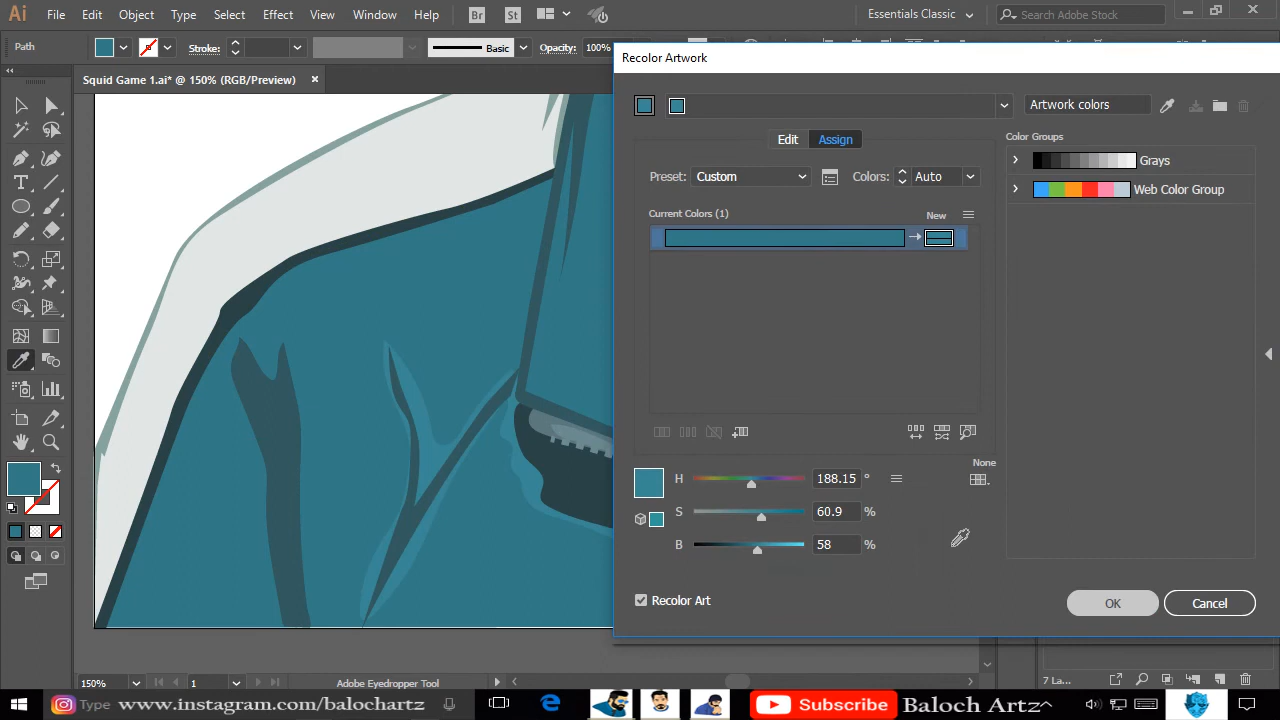 Ai File Edit Object Type Select Effect View Window Help Br St Essentials Classic Search Adobe Stock
Path Stroke: Basic Opacity: 100%
Recolor Artwork
Squid Game 1.ai* @ 150% (RGB/Preview) ×
Artwork colors
Edit Assign
Color Groups
Preset: Custom Colors: Auto
Grays
Web Color Group
Current Colors (1) New
None
H 188.15 °
S 60.9 %
B 58 %
Recolor Art
OK Cancel
150% 1 Adobe Eyedropper Tool 7 La...
Type www.instagram.com/balochartz Subscribe Baloch Artz